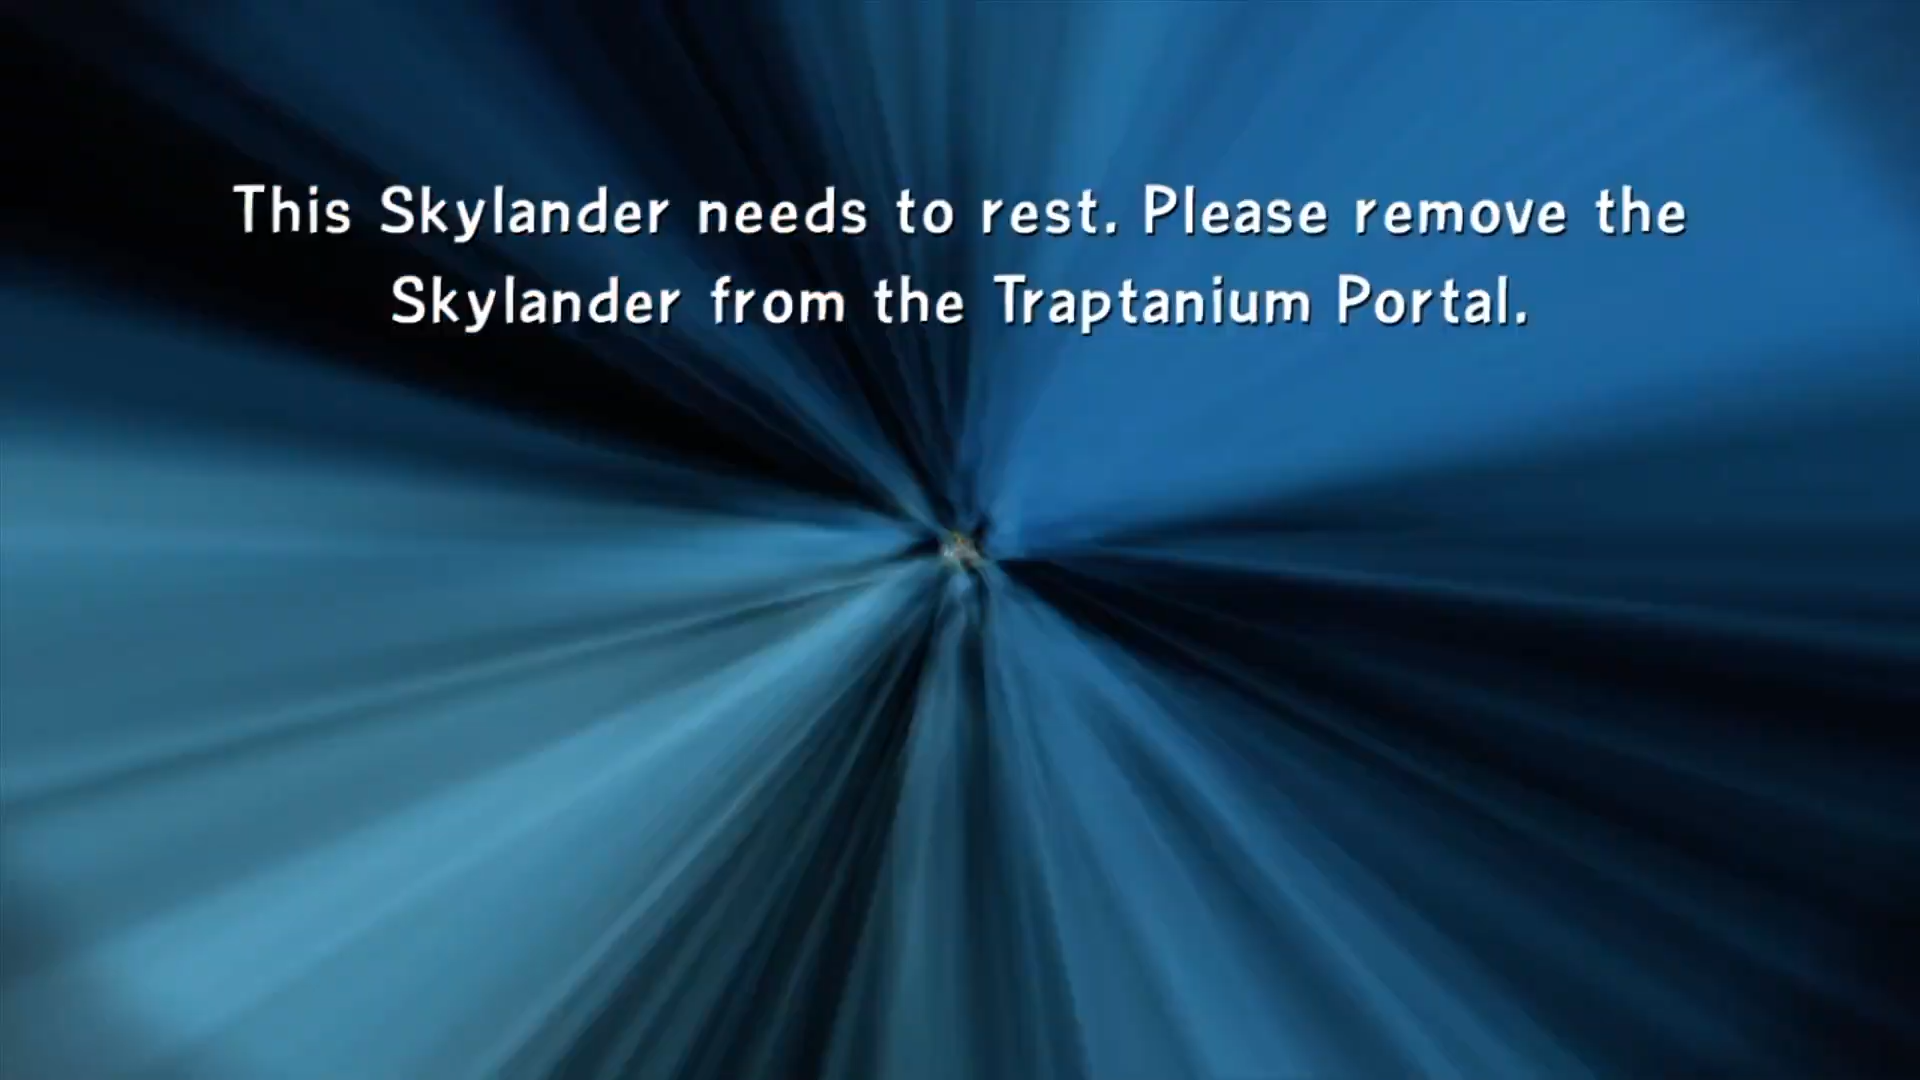 This Skylander needs to rest. Please remove the
Skylander from the Traptanium Portal.